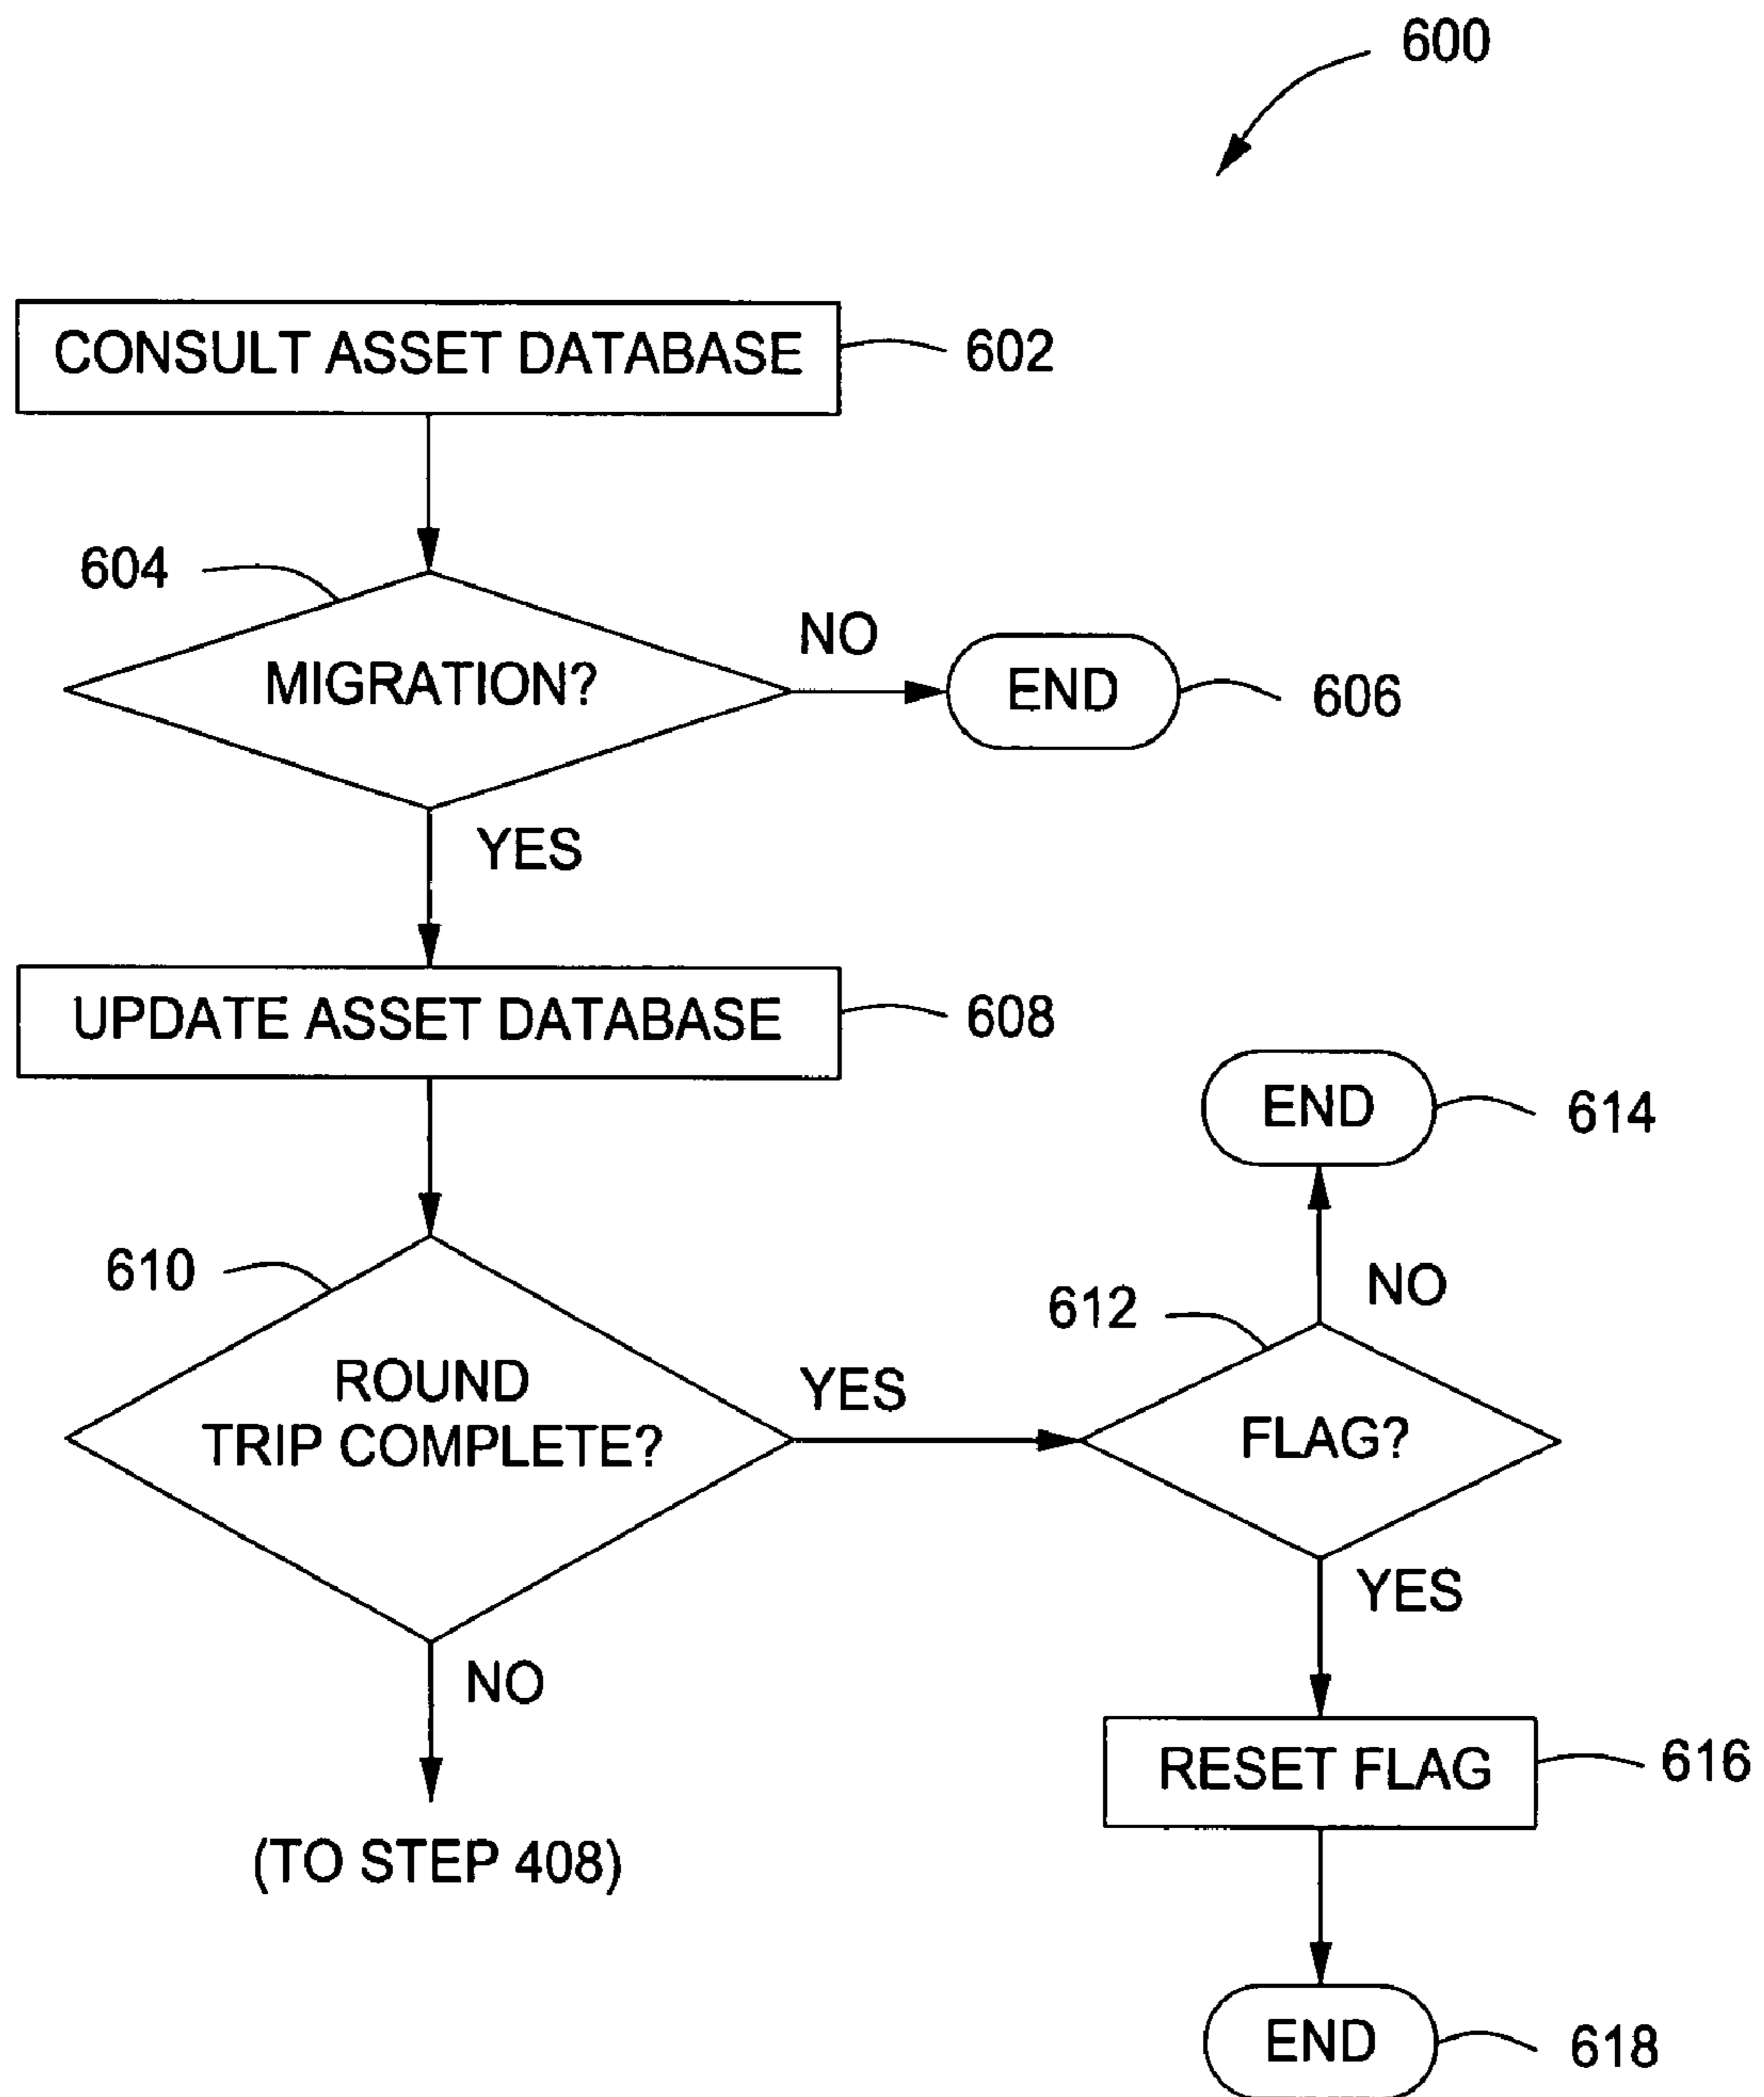 600
CONSULT ASSET DATABASE
602
604
MIGRATION?
NO
END
606
YES
UPDATE ASSET DATABASE
608
END
614
610
ROUND
TRIP COMPLETE?
YES
612
NO
FLAG?
YES
NO
(TO STEP 408)
RESET FLAG
616
END
618